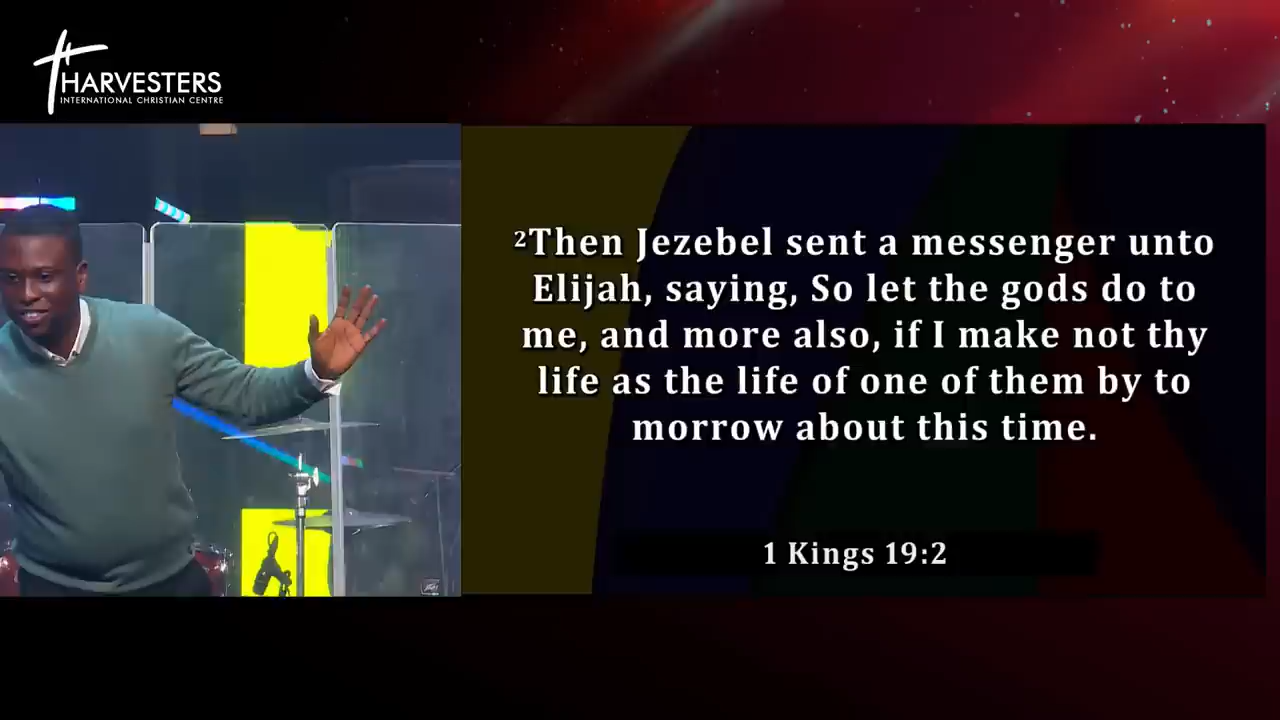 HARVESTERS
INTERNATIONAL CHRISTIAN CENTRE
²Then Jezebel sent a messenger unto
Elijah, saying, So let the gods do to
me, and more also, if I make not thy
life as the life of one of them by to
morrow about this time.
1 Kings 19:2